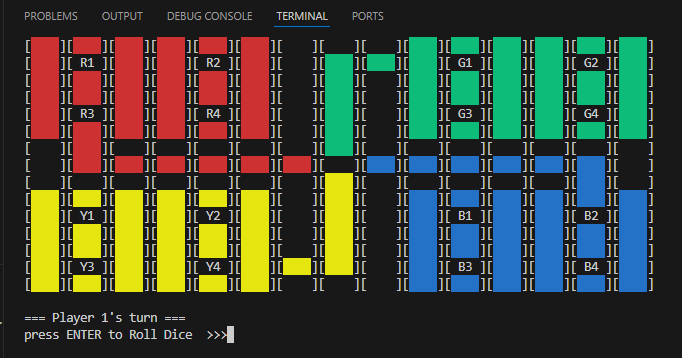 PROBLEMS OUTPUT DEBUG CONSOLE TERMINAL PORTS
[    ][    ][    ][    ][    ][    ][    ][    ][    ][    ][    ][    ][    ][    ][    ]
[    ][ R1 ][    ][    ][ R2 ][    ][    ][    ][    ][    ][ G1 ][    ][    ][ G2 ][    ]
[    ][    ][    ][    ][    ][    ][    ][    ][    ][    ][    ][    ][    ][    ][    ]
[    ][    ][    ][    ][    ][    ][    ][    ][    ][    ][    ][    ][    ][    ][    ]
[    ][ R3 ][    ][    ][ R4 ][    ][    ][    ][    ][    ][ G3 ][    ][    ][ G4 ][    ]
[    ][    ][    ][    ][    ][    ][    ][    ][    ][    ][    ][    ][    ][    ][    ]
[    ][    ][    ][    ][    ][    ][    ][    ][    ][    ][    ][    ][    ][    ][    ]
[    ][    ][    ][    ][    ][    ][    ][    ][    ][    ][    ][    ][    ][    ][    ]
[    ][    ][    ][    ][    ][    ][    ][    ][    ][    ][    ][    ][    ][    ][    ]
[    ][    ][    ][    ][    ][    ][    ][    ][    ][    ][    ][    ][    ][    ][    ]
[    ][ Y1 ][    ][    ][ Y2 ][    ][    ][    ][    ][    ][ B1 ][    ][    ][ B2 ][    ]
[    ][    ][    ][    ][    ][    ][    ][    ][    ][    ][    ][    ][    ][    ][    ]
[    ][    ][    ][    ][    ][    ][    ][    ][    ][    ][    ][    ][    ][    ][    ]
[    ][ Y3 ][    ][    ][ Y4 ][    ][    ][    ][    ][    ][ B3 ][    ][    ][ B4 ][    ]
[    ][    ][    ][    ][    ][    ][    ][    ][    ][    ][    ][    ][    ][    ][    ]
=== Player 1's turn ===
press ENTER to Roll Dice  >>>